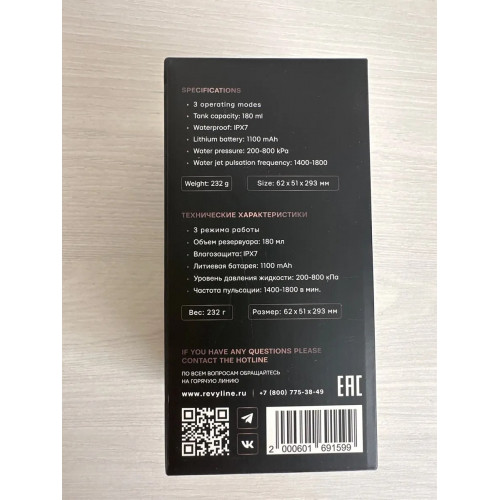 SPECIFICATIONS
• 3 operating modes
• Tank capacity: 180 ml
• Waterproof: IPX7
• Lithium battery: 1100 mAh
• Water pressure: 200-800 kPa
• Water jet pulsation frequency: 1400-1800
Weight: 232 g
Size: 62 x 51 x 293 мм
ТЕХНИЧЕСКИЕ ХАРАКТЕРИСТИКИ
• 3 режима работы
• Объем резервуара: 180 мл
• Влагозащита: IPX7
• Литиевая батарея: 1100 mAh
• Уровень давления жидкости: 200-800 кПа
• Частота пульсации: 1400-1800 в мин.
Вес: 232 г
Размер: 62 x 51 x 293 мм
IF YOU HAVE ANY QUESTIONS PLEASE
CONTACT THE HOTLINE
ПО ВСЕМ ВОПРОСАМ ОБРАЩАЙТЕСЬ
НА ГОРЯЧУЮ ЛИНИЮ
www.revyline.ru | +7 (800) 775-38-49
EAC
2 000601 691599